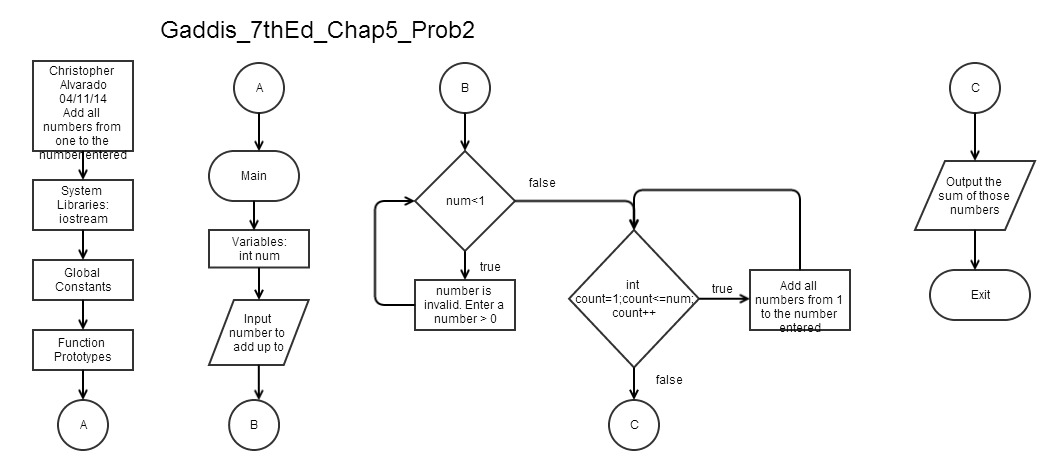 Gaddis_7thEd_Chap5_Prob2
Christopher
Alvarado
04/11/14
Add all
numbers from
one to the
number entered
System
Libraries:
iostream
Global
Constants
Function
Prototypes
A
A
Main
Variables:
int num
Input
number to
add up to
B
B
num<1
false
true
number is
invalid. Enter a
number > 0
int
count=1;count<=num;
count++
true
Add all
numbers from 1
to the number
entered
false
C
C
Output the
sum of those
numbers
Exit